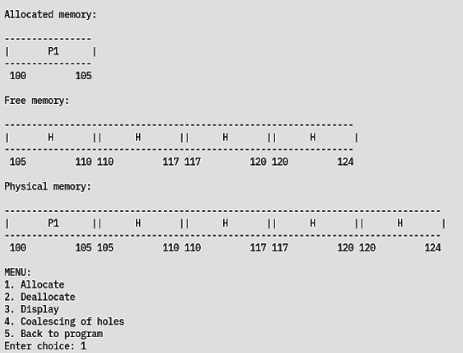 Allocated memory:
----------------
|       P1      |
----------------
100         105
Free memory:
----------------------------------------------------------------
|       H       ||      H       ||      H       ||      H       |
----------------------------------------------------------------
105         110 110         117 117         120 120         124
Physical memory:
--------------------------------------------------------------------------------
|       P1      ||      H       ||      H       ||      H       ||      H       |
--------------------------------------------------------------------------------
100         105 105         110 110         117 117         120 120         124
MENU:
1. Allocate
2. Deallocate
3. Display
4. Coalescing of holes
5. Back to program
Enter choice: 1